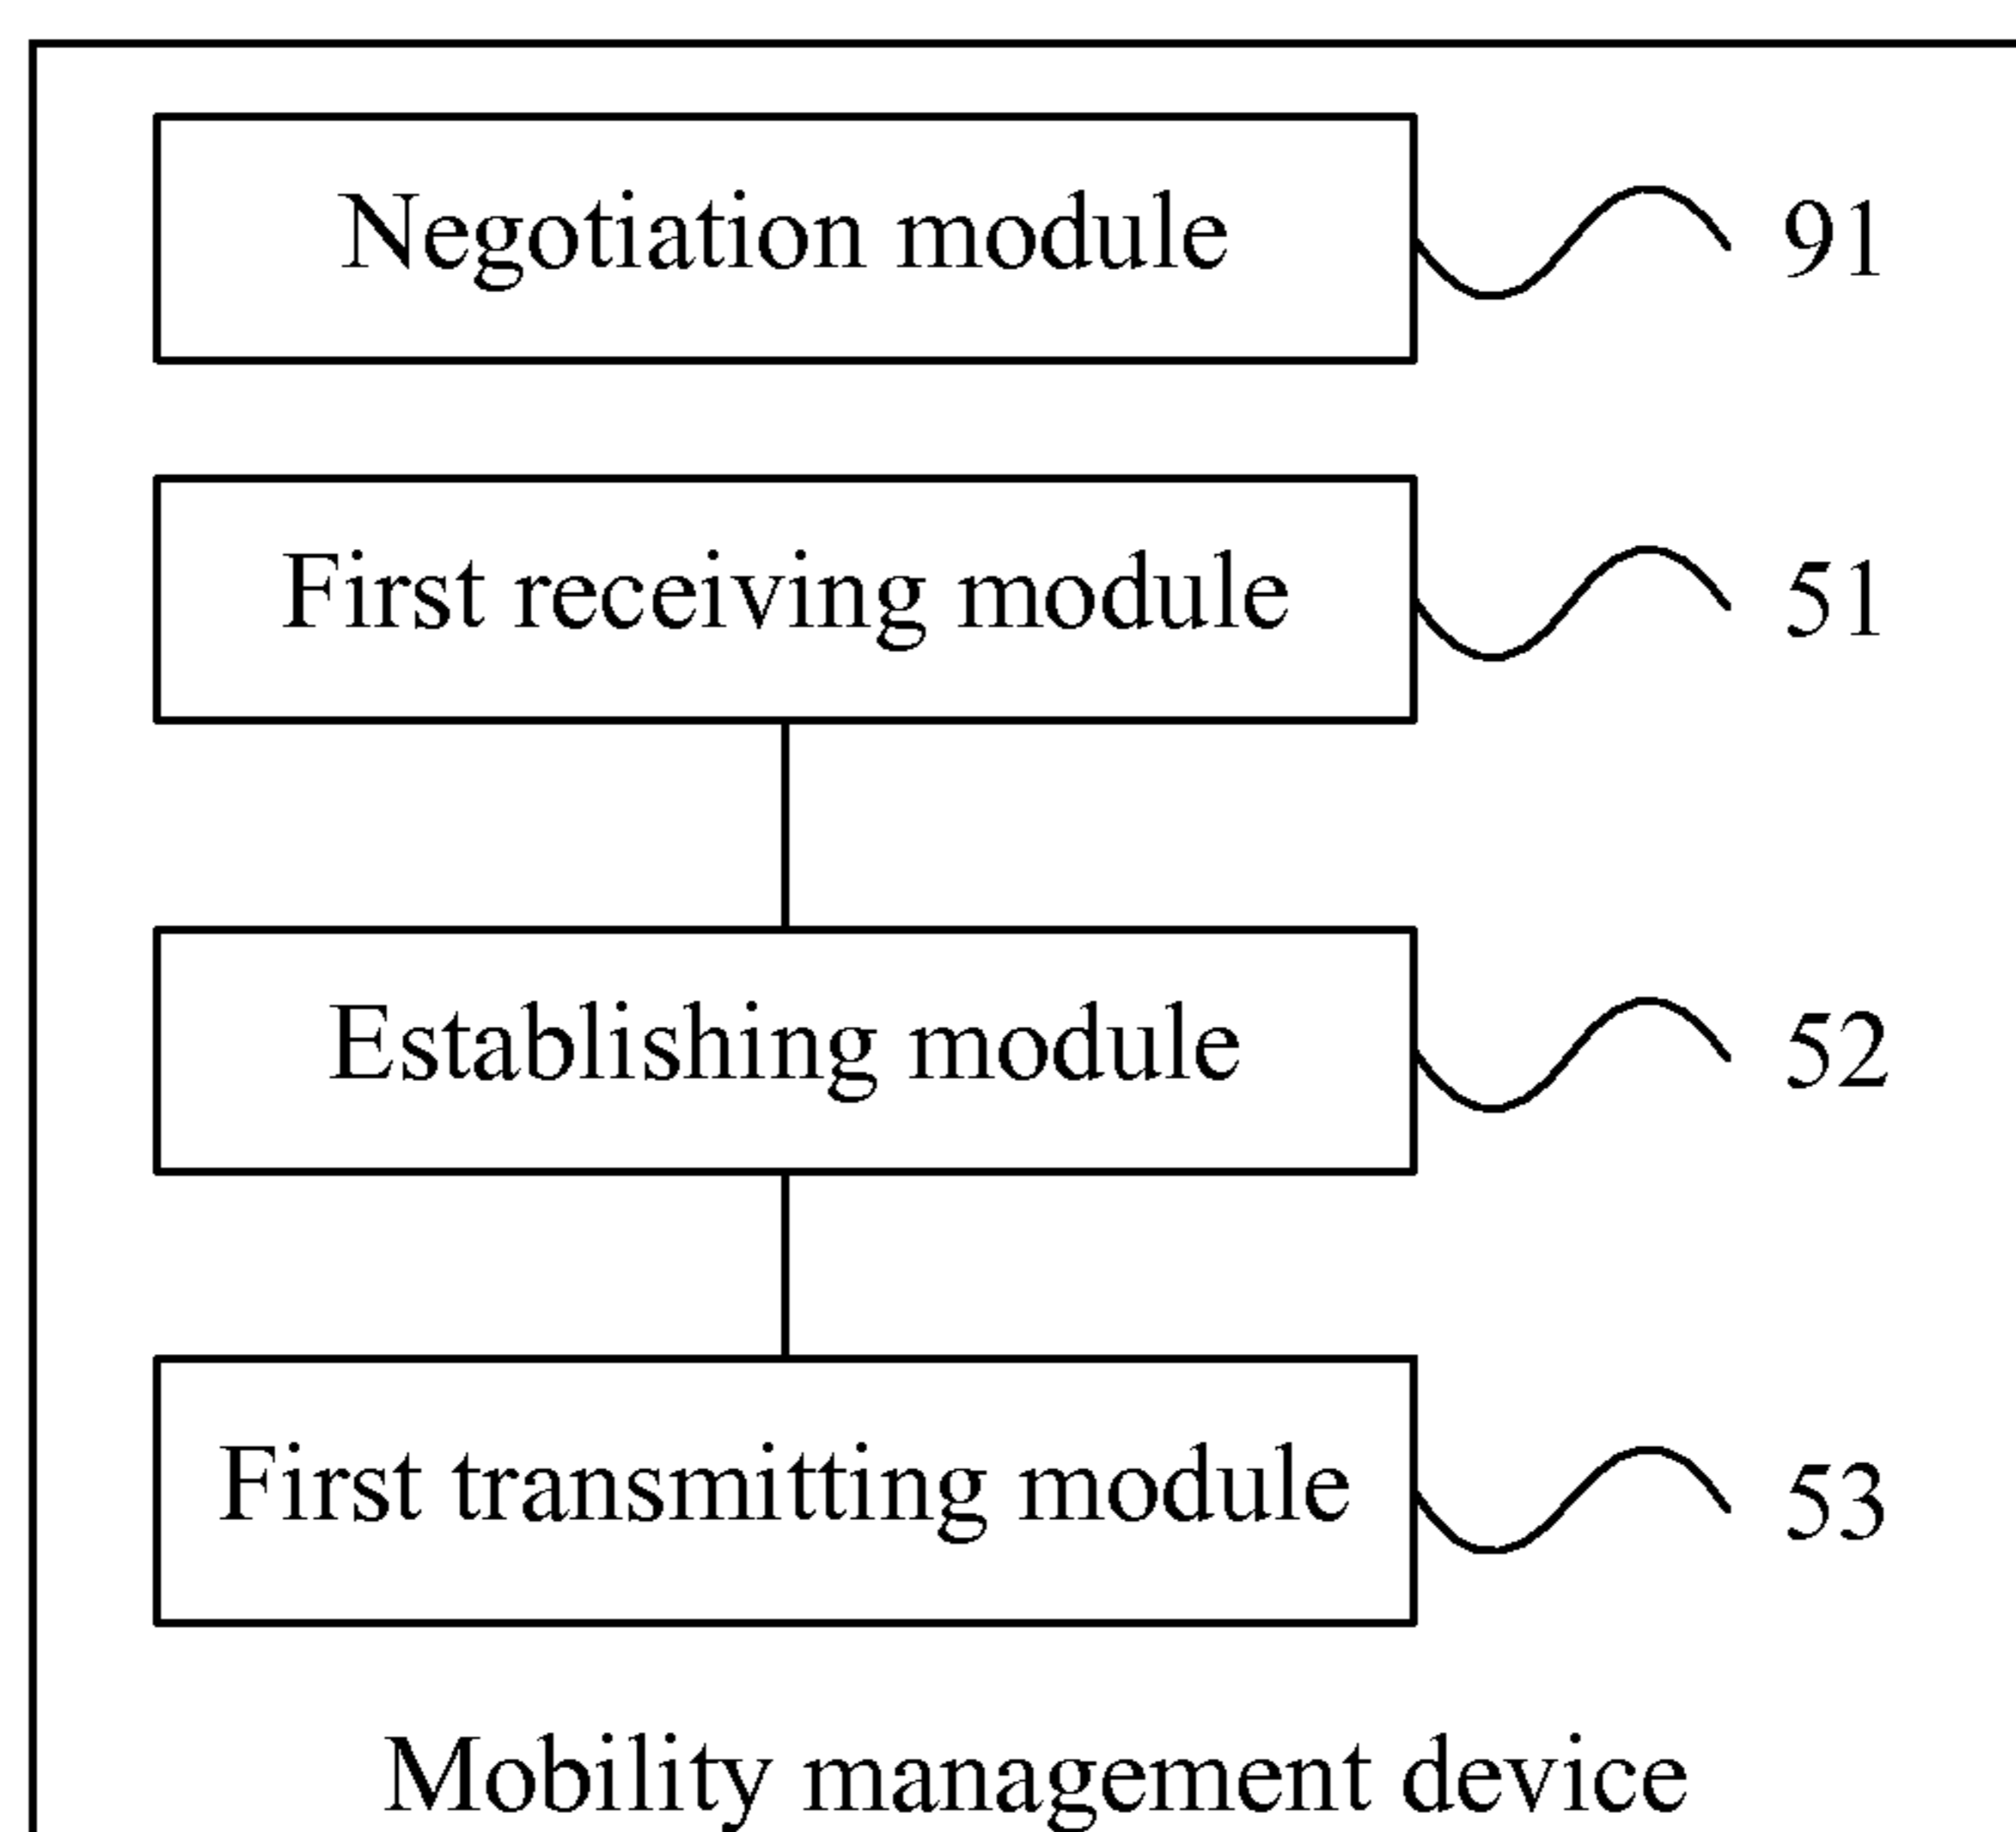 Negotiation module 91
First receiving module 51
Establishing module 52
First transmitting module 53
Mobility management device